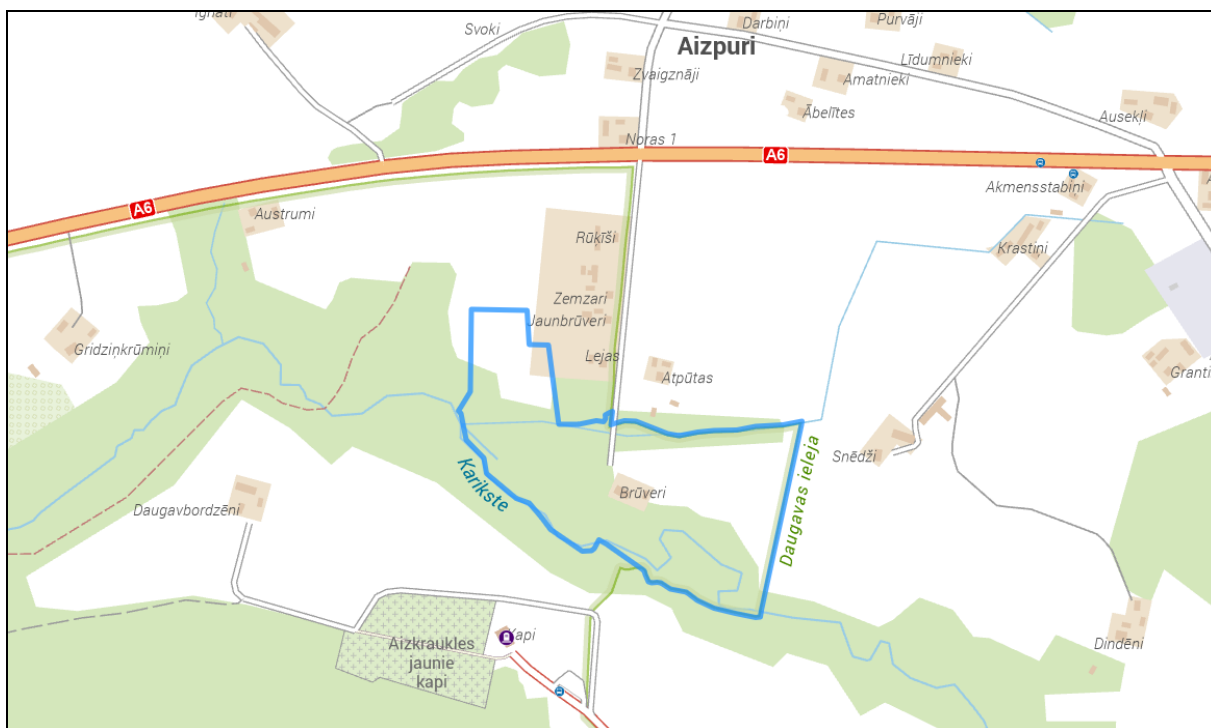 Ignati
Svoki
Darbiņi
Purvāji
Aizpuri
Zvaigznāji
Līdumnieki
Amatnieki
Ābelītes
Ausekļi
Noras 1
A6
Akmensstabiņi
A6
Austrumi
Rūķīši
Krastiņi
Zemzari
Jaunbrūveri
Gridziņkrūmiņi
Lejas
Atpūtas
Granti
Snēdži
Daugavas ieleja
Karikste
Brūveri
Daugavbordzēni
Kapi
Aizkraukles
jaunie
kapi
Dindēni